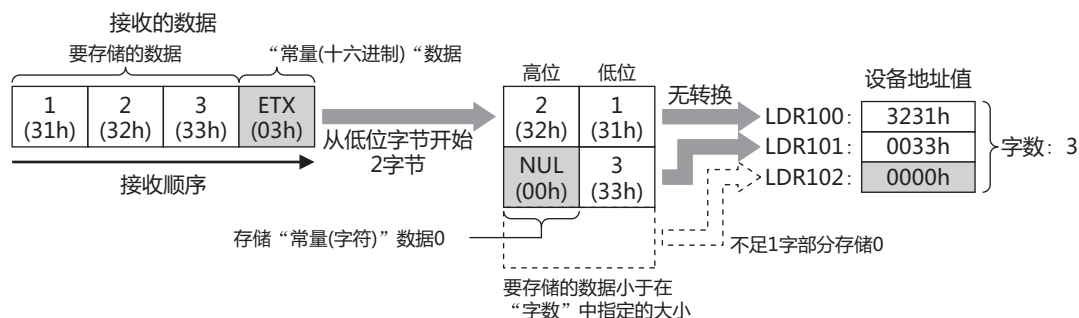 接收的数据
要存储的数据
“常量(十六进制) “数据
1
(31h)
2
(32h)
3
(33h)
ETX
(03h)
接收顺序
从低位字节开始
2字节
高位
低位
2
(32h)
1
(31h)
NUL
(00h)
3
(33h)
存储“常量(字符)”数据0
要存储的数据小于在
“字数”中指定的大小
无转换
设备地址值
LDR100: 3231h
LDR101: 0033h
LDR102: 0000h
字数: 3
不足1字部分存储0